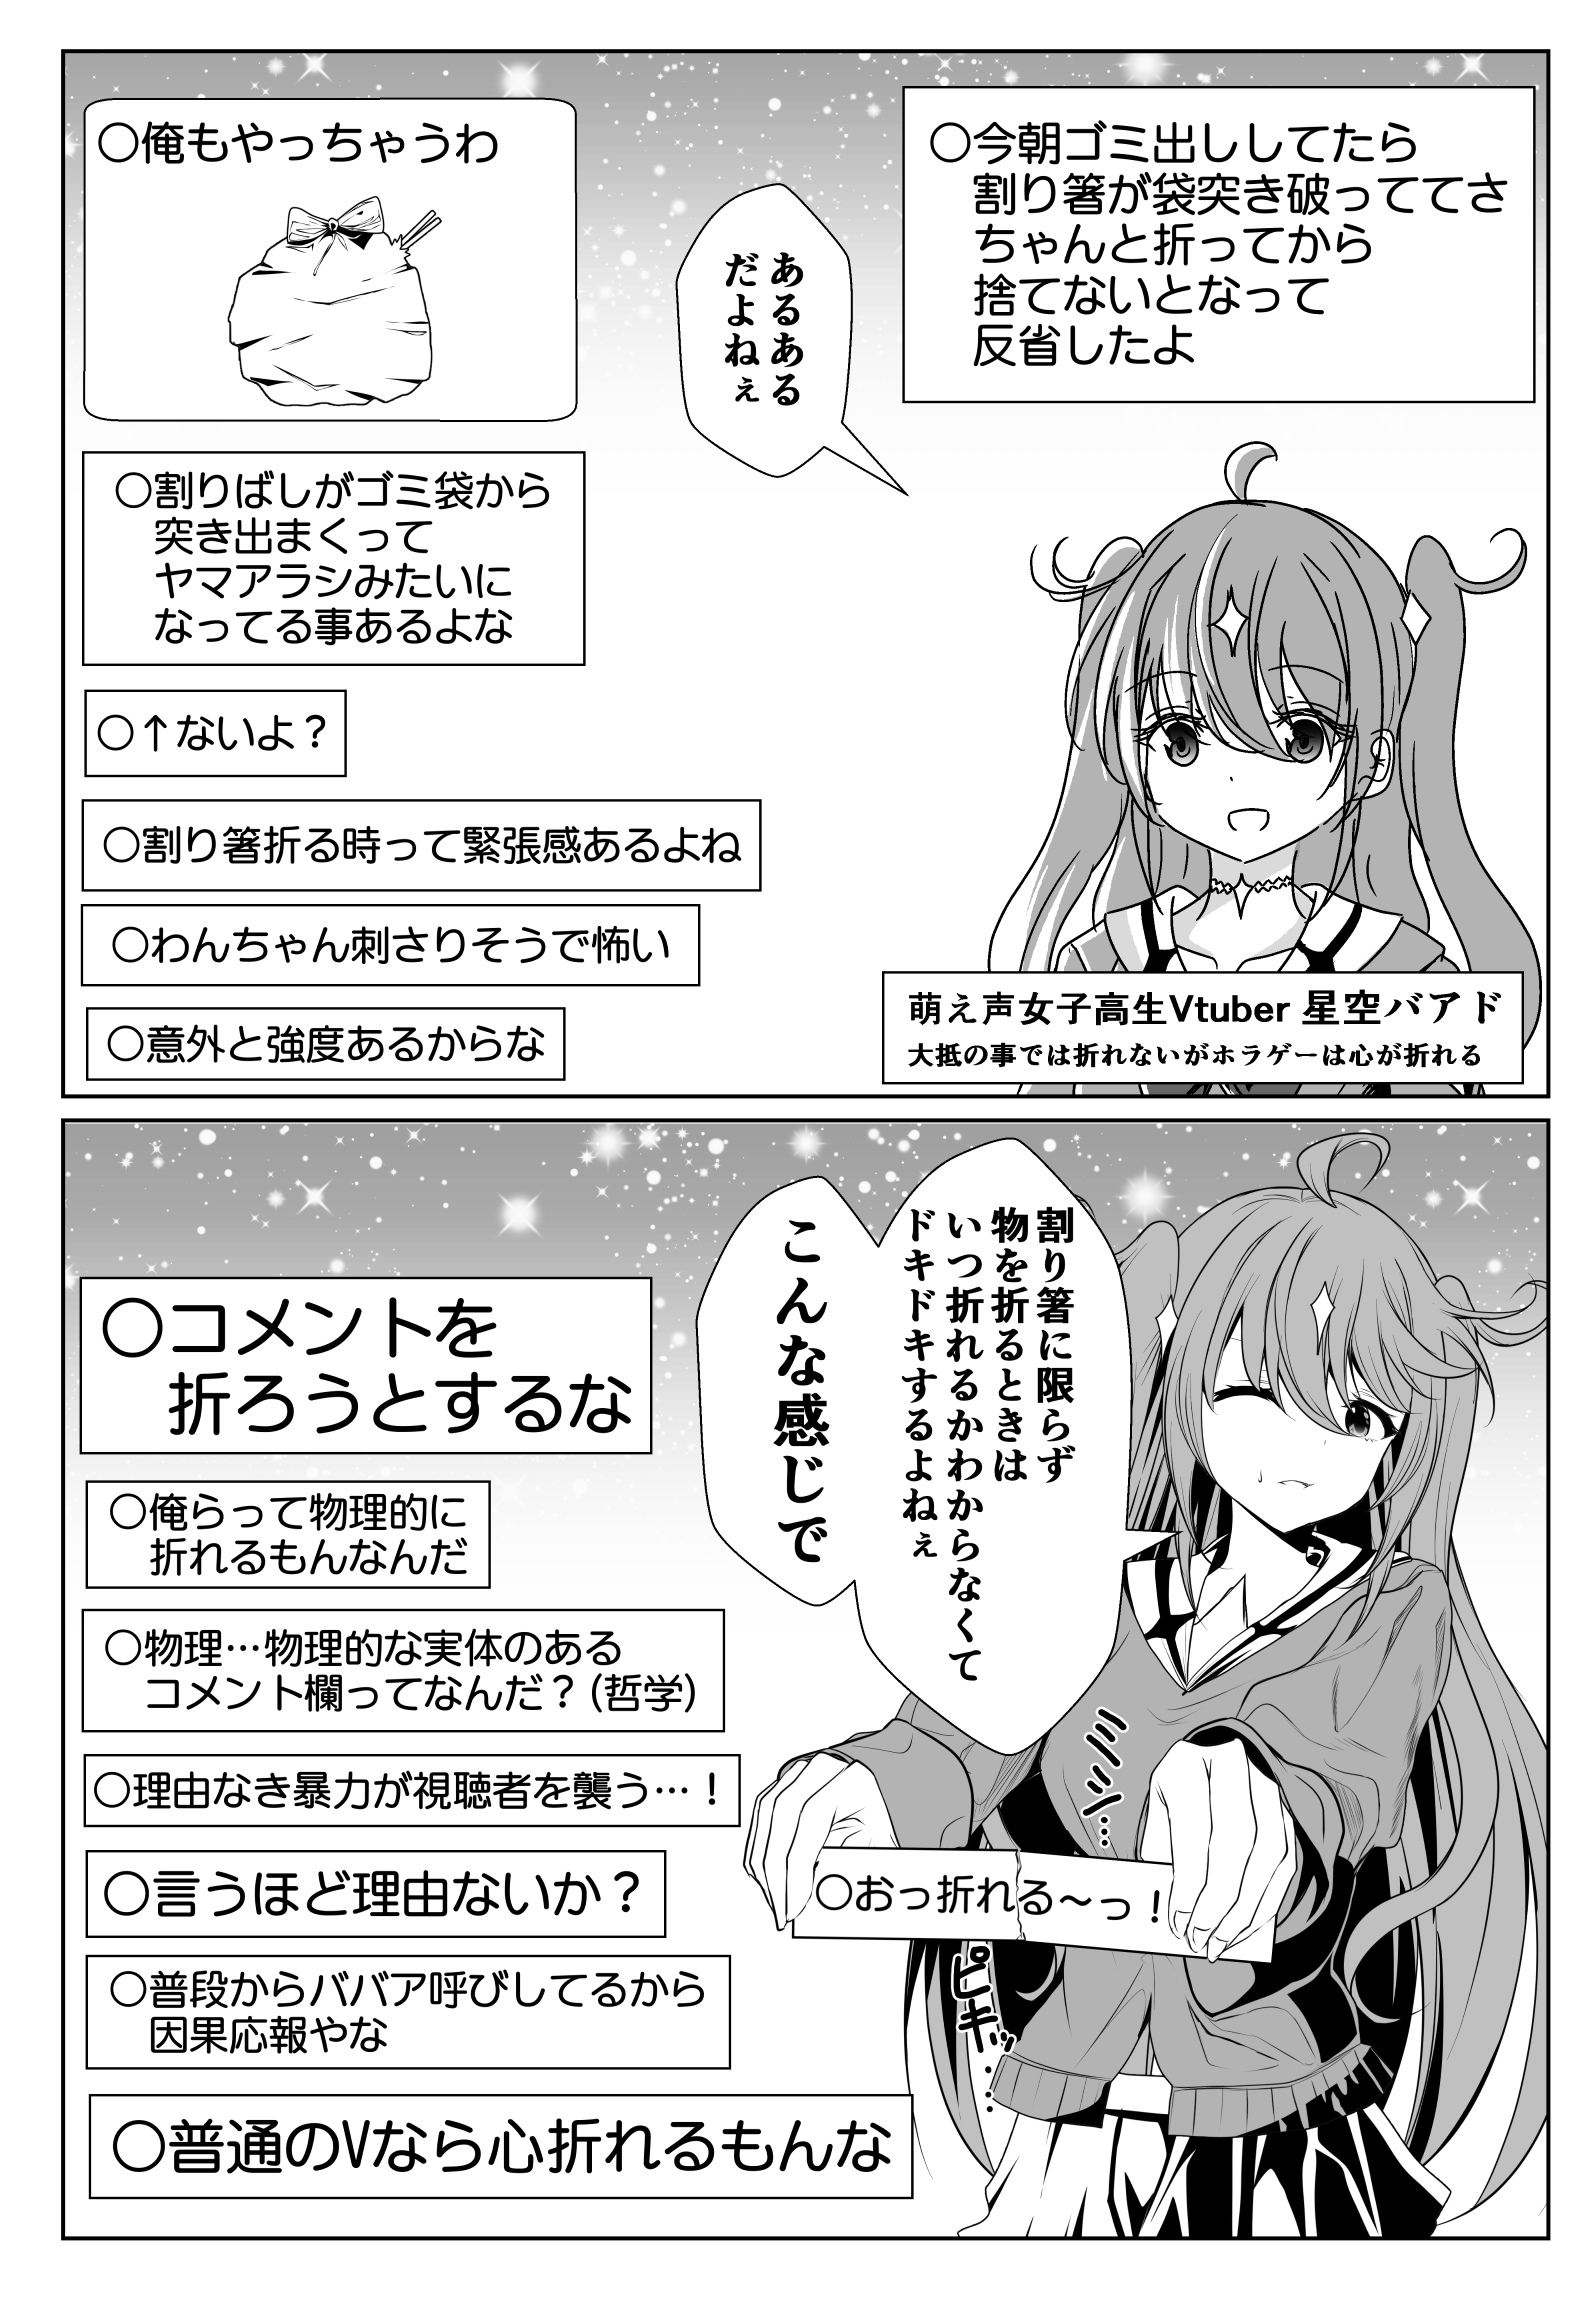 ○今朝ゴミ出ししてたら
割り箸が袋突き破っててさ
ちゃんと折ってから
捨てないとなって
反省したよ
あるある
だよねぇ
○俺もやっちゃうわ
○割りばしがゴミ袋から
突き出まくって
ヤマアラシみたいに
なってる事あるよな
○↑ないよ？
○割り箸折る時って緊張感あるよね
○わんちゃん刺さりそうで怖い
○意外と強度あるからな
萌え声女子高生Vtuber 星空バアド
大抵の事では折れないがホラゲーは心が折れる
割り箸に限らず
物を折るときは
いつ折れるかわからなくて
ドキドキするよねぇ
こんな感じで
ミシ…
○おっ折れる～っ！
ピキッ…
○コメントを
折ろうとするな
○俺らって物理的に
折れるもんなんだ
○物理…物理的な実体のある
コメント欄ってなんだ？(哲学)
○理由なき暴力が視聴者を襲う…！
○言うほど理由ないか？
○普段からババア呼びしてるから
因果応報やな
○普通のVなら心折れるもんな